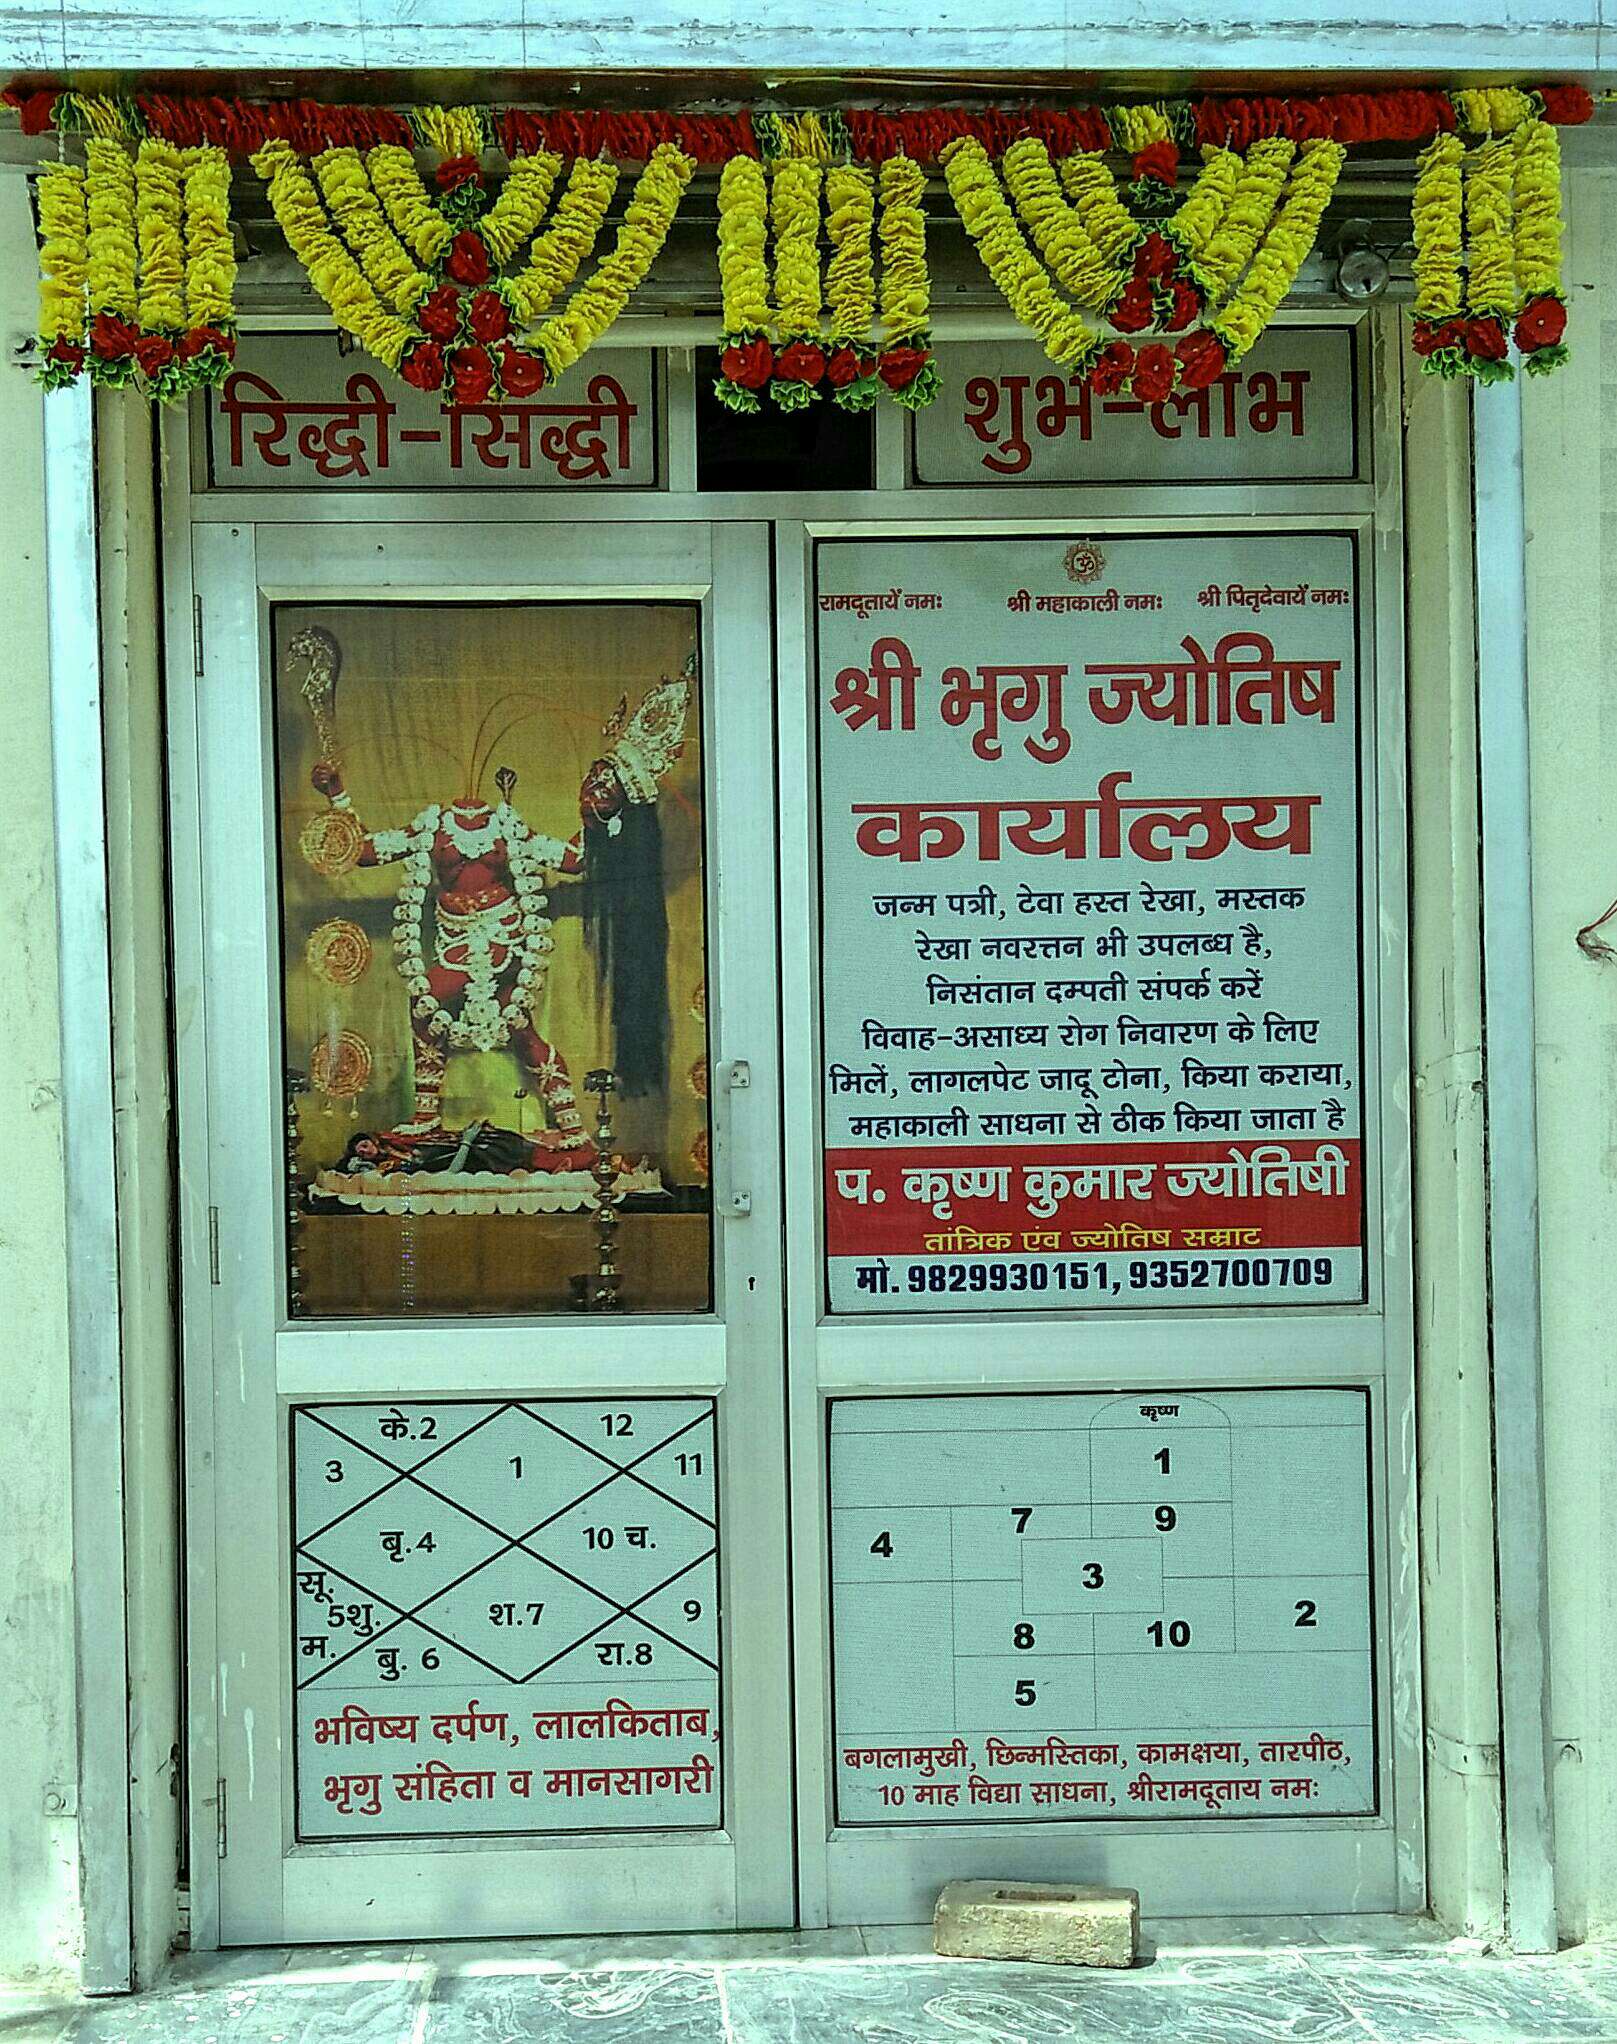 रिद्धी-सिद्धी
शुभ-लाभ
ॐ
रामदूतायें नमः श्री महाकाली नमः श्री पितृदेवायें नमः
श्री भृगु ज्योतिष
कार्यालय
जन्म पत्री, टेवा हस्त रेखा, मस्तक
रेखा नवरत्तन भी उपलब्ध है,
निसंतान दम्पती संपर्क करें
विवाह-असाध्य रोग निवारण के लिए
मिलें, लागलपेट जादू टोना, किया कराया,
महाकाली साधना से ठीक किया जाता है
प. कृष्ण कुमार ज्योतिषी
तांत्रिक एंव ज्योतिष सम्राट
मो. 9829930151, 9352700709
के.2 12
3 1 11
बृ.4 10 च.
सू.
5शु. श.7 9
म. बु. 6 रा.8
भविष्य दर्पण, लालकिताब,
भृगु संहिता व मानसागरी
कृष्ण
1
7 9
4
3
2
8 10
5
बगलामुखी, छिन्मस्तिका, कामक्षया, तारपीठ,
10 माह विद्या साधना, श्रीरामदूताय नमः